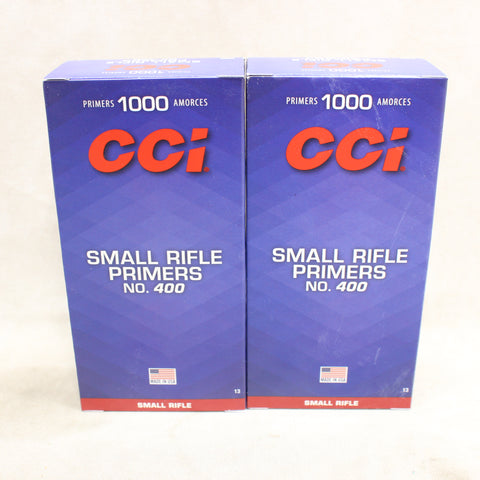 PRIMERS 1000 AMORCES
CCI
SMALL RIFLE
PRIMERS
NO. 400
MADE IN USA
13
SMALL RIFLE
PRIMERS 1000 AMORCES
CCI
SMALL RIFLE
PRIMERS
NO. 400
MADE IN USA
13
SMALL RIFLE